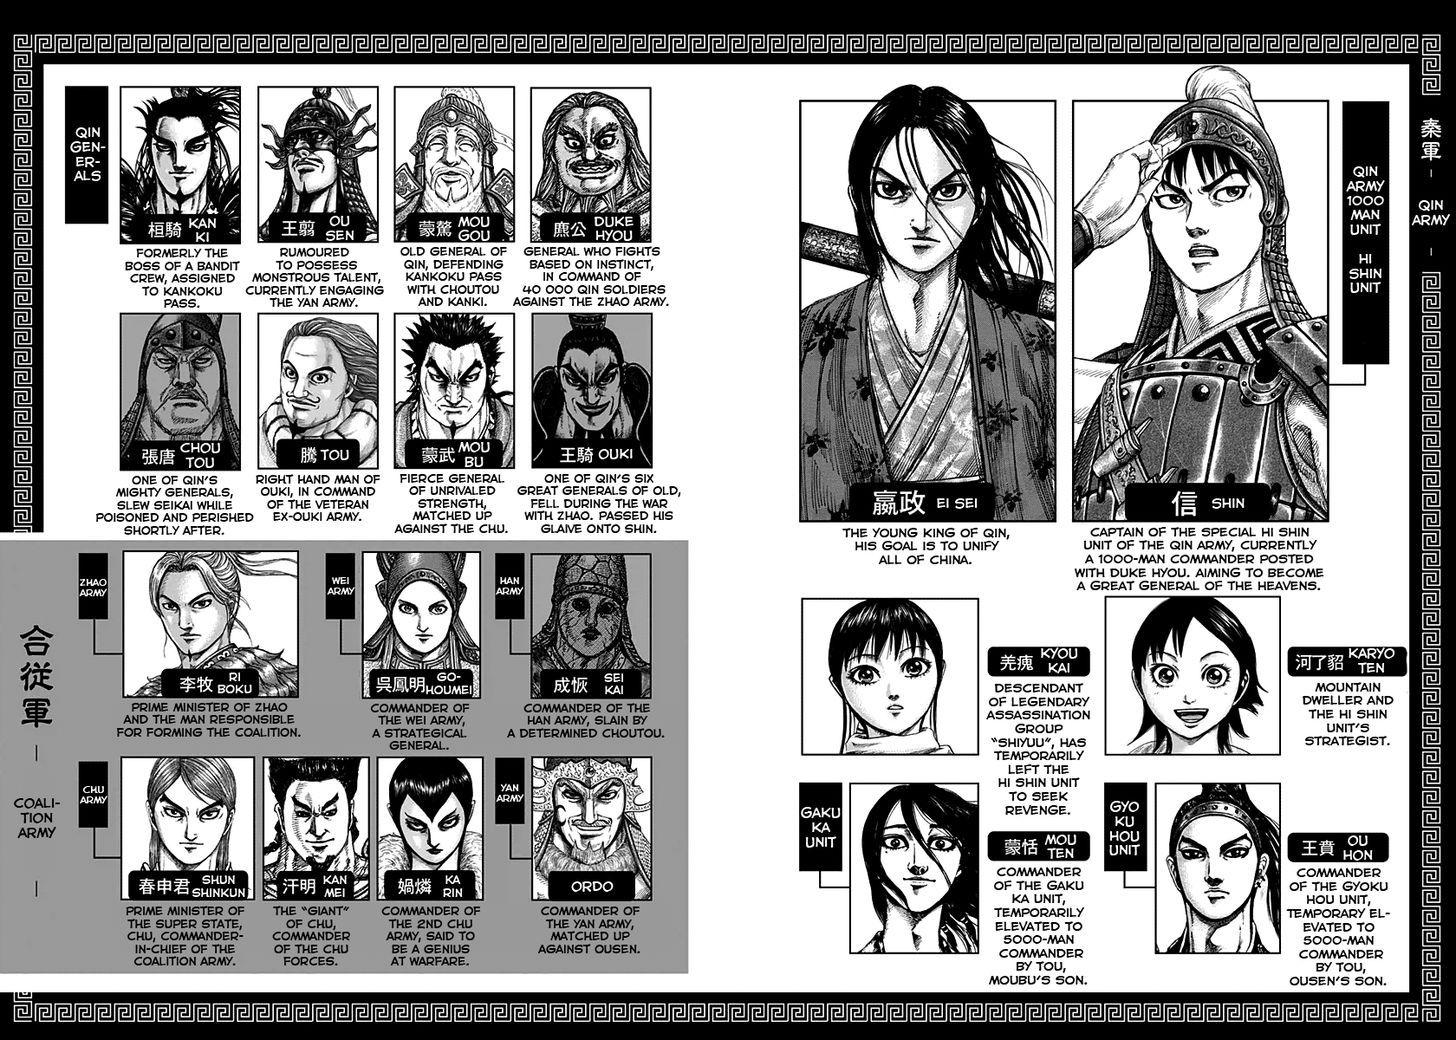 QIN
GEN-
ER-
ALS
桓騎 KAN
KI
FORMERLY THE
BOSS OF A BANDIT
CREW, ASSIGNED
TO KANKOKU
PASS.
王翦 OU
SEN
RUMOURED
TO POSSESS
MONSTROUS TALENT,
CURRENTLY ENGAGING
THE YAN ARMY.
蒙驁 MOU
GOU
OLD GENERAL OF
QIN, DEFENDING
KANKOKU PASS
WITH CHOUTOU
AND KANKI.
麃公 DUKE
HYOU
GENERAL WHO FIGHTS
BASED ON INSTINCT,
IN COMMAND OF
40 000 QIN SOLDIERS
AGAINST THE ZHAO ARMY.
張唐 CHOU
TOU
ONE OF QIN'S
MIGHTY GENERALS,
SLEW SEIKAI WHILE
POISONED AND PERISHED
SHORTLY AFTER.
騰 TOU
RIGHT HAND MAN OF
OUKI, IN COMMAND
OF THE VETERAN
EX-OUKI ARMY.
蒙武 MOU
BU
FIERCE GENERAL
OF UNRIVALED
STRENGTH,
MATCHED UP
AGAINST THE CHU.
王騎 OUKI
ONE OF QIN'S SIX
GREAT GENERALS OF OLD,
FELL DURING THE WAR
WITH ZHAO. PASSED HIS
GLAVE ONTO SHIN.
合従軍
–
COALI-
TION
ARMY
–
ZHAO
ARMY
李牧 RI
BOKU
PRIME MINISTER OF ZHAO
AND THE MAN RESPONSIBLE
FOR FORMING THE COALITION.
WEI
ARMY
呉鳳明 GO-
HOUMEI
COMMANDER OF
THE WEI ARMY,
A STRATEGICAL
GENERAL.
HAN
ARMY
成恢 SEI
KAI
COMMANDER OF THE
HAN ARMY, SLAIN BY
A DETERMINED CHOUTOU.
CHU
ARMY
春申君 SHUN
SHINKUN
PRIME MINISTER OF
THE SUPER STATE,
CHU, COMMANDER-
IN-CHIEF OF THE
COALITION ARMY.
汗明 KAN
MEI
THE "GIANT"
OF CHU,
COMMANDER
OF THE CHU
FORCES.
媧燐 KA
RIN
COMMANDER OF
THE 2ND CHU
ARMY, SAID TO
BE A GENIUS
AT WARFARE.
YAN
ARMY
ORDO
COMMANDER OF
THE YAN ARMY,
MATCHED UP
AGAINST OUSEN.
秦軍
–
QIN
ARMY
–
QIN
ARMY
1000
MAN
UNIT
HI
SHIN
UNIT
嬴政 EI SEI
THE YOUNG KING OF QIN,
HIS GOAL IS TO UNIFY
ALL OF CHINA.
信 SHIN
CAPTAIN OF THE SPECIAL HI SHIN
UNIT OF THE QIN ARMY, CURRENTLY
A 1000-MAN COMMANDER POSTED
WITH DUKE HYOU. AIMING TO BECOME
A GREAT GENERAL OF THE HEAVENS.
羌瘣 KYOU
KAI
DESCENDANT
OF LEGENDARY
ASSASSINATION
GROUP
"SHIYUU", HAS
TEMPORARILY
LEFT THE
HI SHIN UNIT
TO SEEK
REVENGE.
河了貂 KARYO
TEN
MOUNTAIN
DWELLER AND
THE HI SHIN
UNIT'S
STRATEGIST.
GAKU
KA
UNIT
蒙恬 MOU
TEN
COMMANDER
OF THE GAKU
KA UNIT,
TEMPORARILY
ELEVATED TO
5000-MAN
COMMANDER
BY TOU,
MOUBU'S SON.
GYO
KU
HOU
UNIT
王賁 OU
HON
COMMANDER
OF THE GYOKU
HOU UNIT,
TEMPORARY EL-
EVATED TO
5000-MAN
COMMANDER
BY TOU,
OUSEN'S SON.